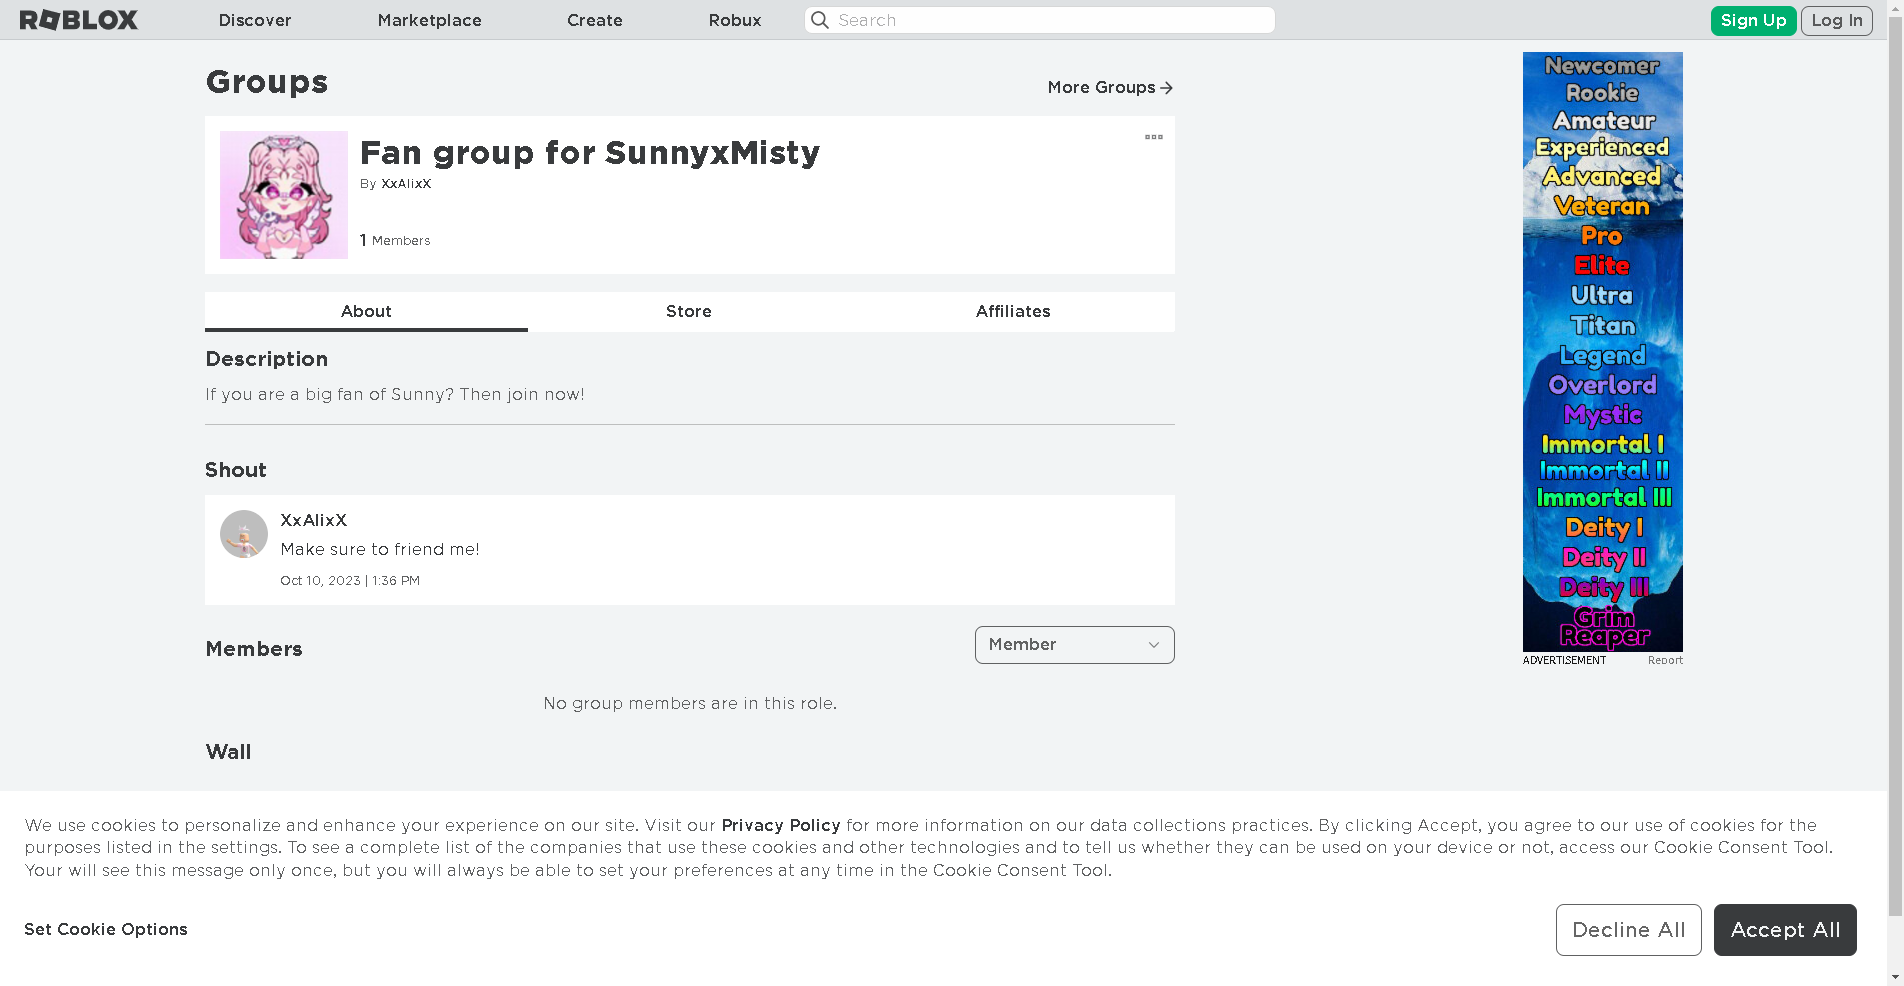 ROBLOX
Discover
Marketplace
Create
Robux
Search
Sign Up
Log In
Groups
More Groups
Fan group for SunnyxMisty
By XxAlixX
1 Members
About
Store
Affiliates
Description
If you are a big fan of Sunny? Then join now!
Shout
XxAlixX
Make sure to friend me!
Oct 10, 2023 | 1:36 PM
Members
Member
No group members are in this role.
Wall
Newcomer
Rookie
Amateur
Experienced
Advanced
Veteran
Pro
Elite
Ultra
Titan
Legend
Overlord
Mystic
Immortal I
Immortal II
Immortal III
Deity I
Deity II
Deity III
Grim
Reaper
ADVERTISEMENT
Report
We use cookies to personalize and enhance your experience on our site. Visit our Privacy Policy for more information on our data collections practices. By clicking Accept, you agree to our use of cookies for the
purposes listed in the settings. To see a complete list of the companies that use these cookies and other technologies and to tell us whether they can be used on your device or not, access our Cookie Consent Tool.
Your will see this message only once, but you will always be able to set your preferences at any time in the Cookie Consent Tool.
Set Cookie Options
Decline All
Accept All